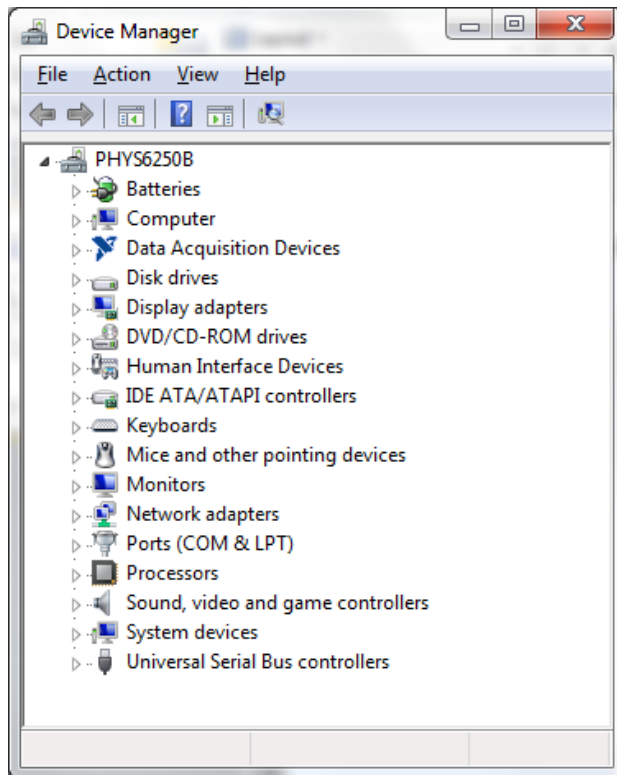 Device Manager
File Action View Help
PHYS6250B
Batteries
Computer
Data Acquisition Devices
Disk drives
Display adapters
DVD/CD-ROM drives
Human Interface Devices
IDE ATA/ATAPI controllers
Keyboards
Mice and other pointing devices
Monitors
Network adapters
Ports (COM & LPT)
Processors
Sound, video and game controllers
System devices
Universal Serial Bus controllers